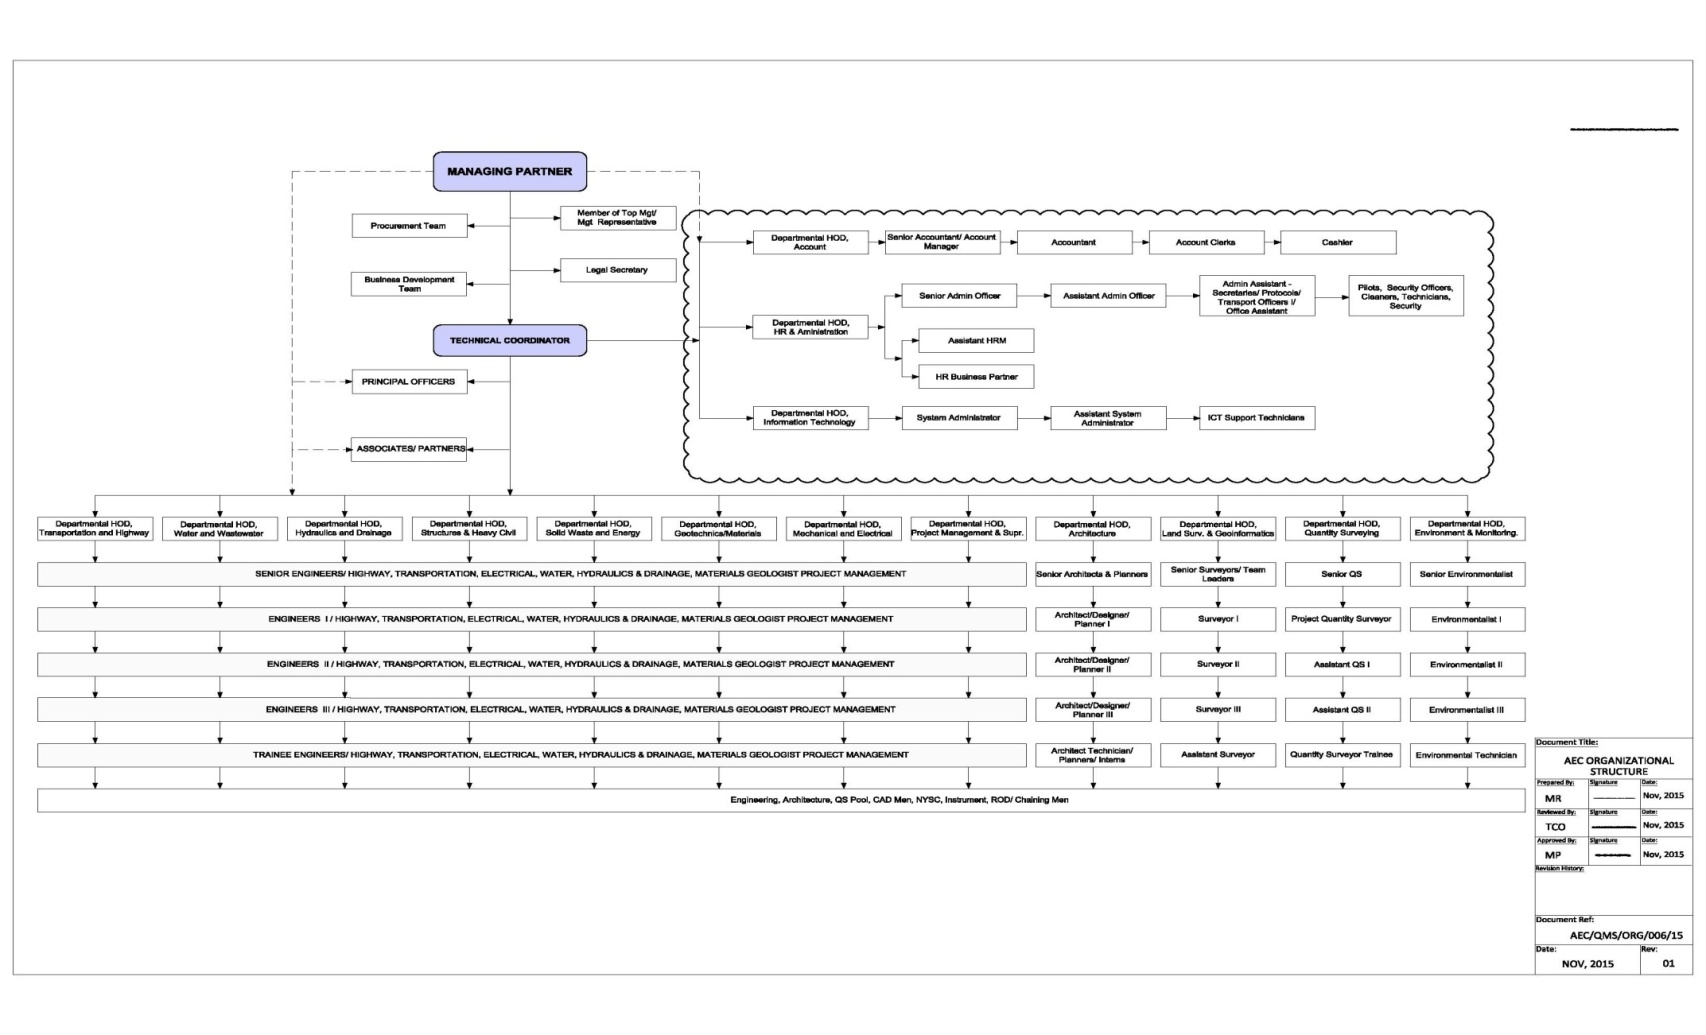 MANAGING PARTNER
Procurement Team
Member of Top Mgt/
Mgt Representative
Business Development
Team
Legal Secretary
TECHNICAL COORDINATOR
PRINCIPAL OFFICERS
ASSOCIATES/ PARTNERS
Departmental HOD,
Account
Senior Accountant/ Account
Manager
Accountant
Account Clerks
Cashier
Departmental HOD,
HR & Aministration
Senior Admin Officer
Assistant Admin Officer
Admin Assistant -
Secretaries/ Protocols/
Transport Officers I/
Office Assistant
Pilots, Security Officers,
Cleaners, Technicians,
Security
Assistant HRM
HR Business Partner
Departmental HOD,
Information Technology
System Administrator
Assistant System
Administrator
ICT Support Technicians
Departmental HOD,
Transportation and Highway
Departmental HOD,
Water and Wastewater
Departmental HOD,
Hydraulics and Drainage
Departmental HOD,
Structures & Heavy Civil
Departmental HOD,
Solid Waste and Energy
Departmental HOD,
Geotechnics/Materials
Departmental HOD,
Mechanical and Electrical
Departmental HOD,
Project Management & Supr.
Departmental HOD,
Architecture
Departmental HOD,
Land Surv. & Geoinformatics
Departmental HOD,
Quantity Surveying
Departmental HOD,
Environment & Monitoring.
SENIOR ENGINEERS/ HIGHWAY, TRANSPORTATION, ELECTRICAL, WATER, HYDRAULICS & DRAINAGE, MATERIALS GEOLOGIST PROJECT MANAGEMENT
Senior Architects & Planners
Senior Surveyors/ Team
Leaders
Senior QS
Senior Environmentalist
ENGINEERS I / HIGHWAY, TRANSPORTATION, ELECTRICAL, WATER, HYDRAULICS & DRAINAGE, MATERIALS GEOLOGIST PROJECT MANAGEMENT
Architect/Designer/
Planner I
Surveyor I
Project Quantity Surveyor
Environmentalist I
ENGINEERS II / HIGHWAY, TRANSPORTATION, ELECTRICAL, WATER, HYDRAULICS & DRAINAGE, MATERIALS GEOLOGIST PROJECT MANAGEMENT
Architect/Designer/
Planner II
Surveyor II
Assistant QS I
Environmentalist II
ENGINEERS III / HIGHWAY, TRANSPORTATION, ELECTRICAL, WATER, HYDRAULICS & DRAINAGE, MATERIALS GEOLOGIST PROJECT MANAGEMENT
Architect/Designer/
Planner III
Surveyor III
Assistant QS II
Environmentalist III
TRAINEE ENGINEERS/ HIGHWAY, TRANSPORTATION, ELECTRICAL, WATER, HYDRAULICS & DRAINAGE, MATERIALS GEOLOGIST PROJECT MANAGEMENT
Architect Technician/
Planners/ Interns
Assistant Surveyor
Quantity Surveyor Trainee
Environmental Technician
Engineering, Architecture, QS Pool, CAD Men, NYSC, Instrument, ROD/ Chaining Men
Document Title:
AEC ORGANIZATIONAL
STRUCTURE
Prepared By: Signature Date:
MR Nov, 2015
Reviewed By: Signature Date:
TCO Nov, 2015
Approved By: Signature Date:
MP Nov, 2015
Revision History:
Document Ref:
AEC/QMS/ORG/006/15
Date: Rev:
NOV, 2015 01